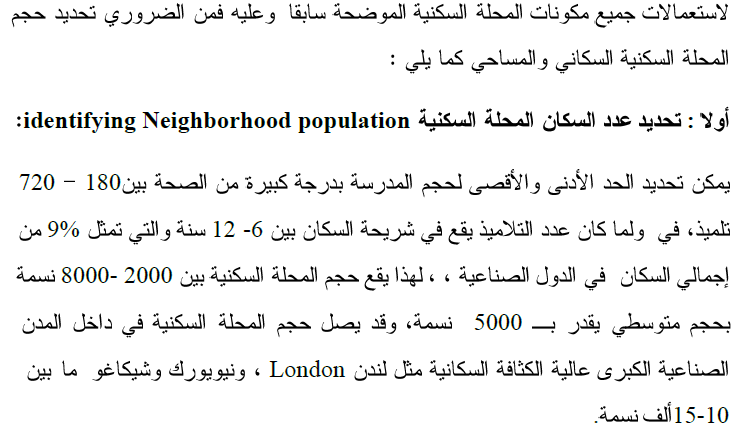 لاستعمالات جميع مكونات المحلة السكنية الموضحة سابقا وعليه فمن الضروري تحديد حجم
المحلة السكنية السكاني والمساحي كما يلي :
أولا : تحديد عدد السكان المحلة السكنية identifying Neighborhood population:
يمكن تحديد الحد الأدنى والأقصى لحجم المدرسة بدرجة كبيرة من الصحة بين180 – 720
تلميذ، في ولما كان عدد التلاميذ يقع في شريحة السكان بين 6- 12 سنة والتي تمثل 9% من
إجمالي السكان في الدول الصناعية ، ، لهذا يقع حجم المحلة السكنية بين 2000 -8000 نسمة
بحجم متوسطي يقدر بـــ 5000 نسمة، وقد يصل حجم المحلة السكنية في داخل المدن
الصناعية الكبرى عالية الكثافة السكانية مثل لندن London ، ونيويورك وشيكاغو ما بين
10-15ألف نسمة.